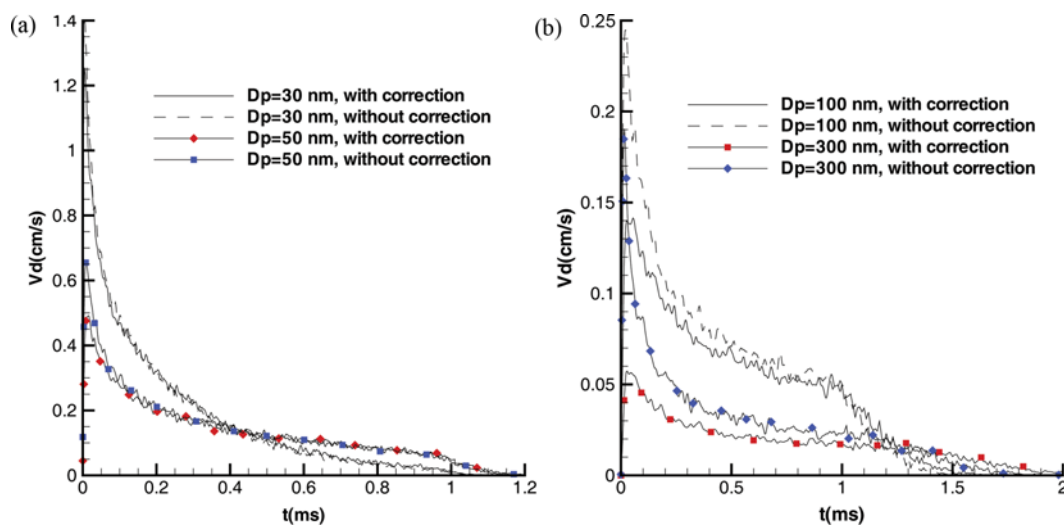 (a)
1.4
1.2
1
0.8
0.6
0.4
0.2
0
Vd(cm/s)
Dp=30 nm, with correction
Dp=30 nm, without correction
Dp=50 nm, with correction
Dp=50 nm, without correction
0 0.2 0.4 0.6 0.8 1 1.2
t(ms)
(b)
0.25
0.2
0.15
0.1
0.05
0
Vd(cm/s)
Dp=100 nm, with correction
Dp=100 nm, without correction
Dp=300 nm, with correction
Dp=300 nm, without correction
0 0.5 1 1.5 2
t(ms)